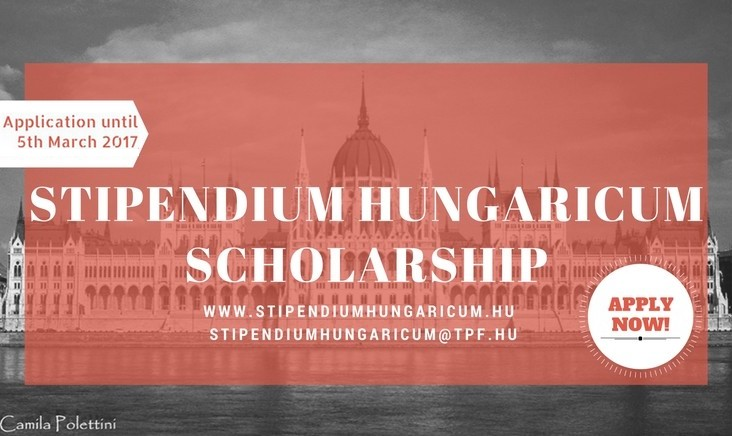 Application until
5th March 2017
STIPENDIUM HUNGARICUM
SCHOLARSHIP
WWW.STIPENDIUMHUNGARICUM.HU
STIPENDIUMHUNGARICUM@TPF.HU
APPLY
NOW!
Camila Polettini